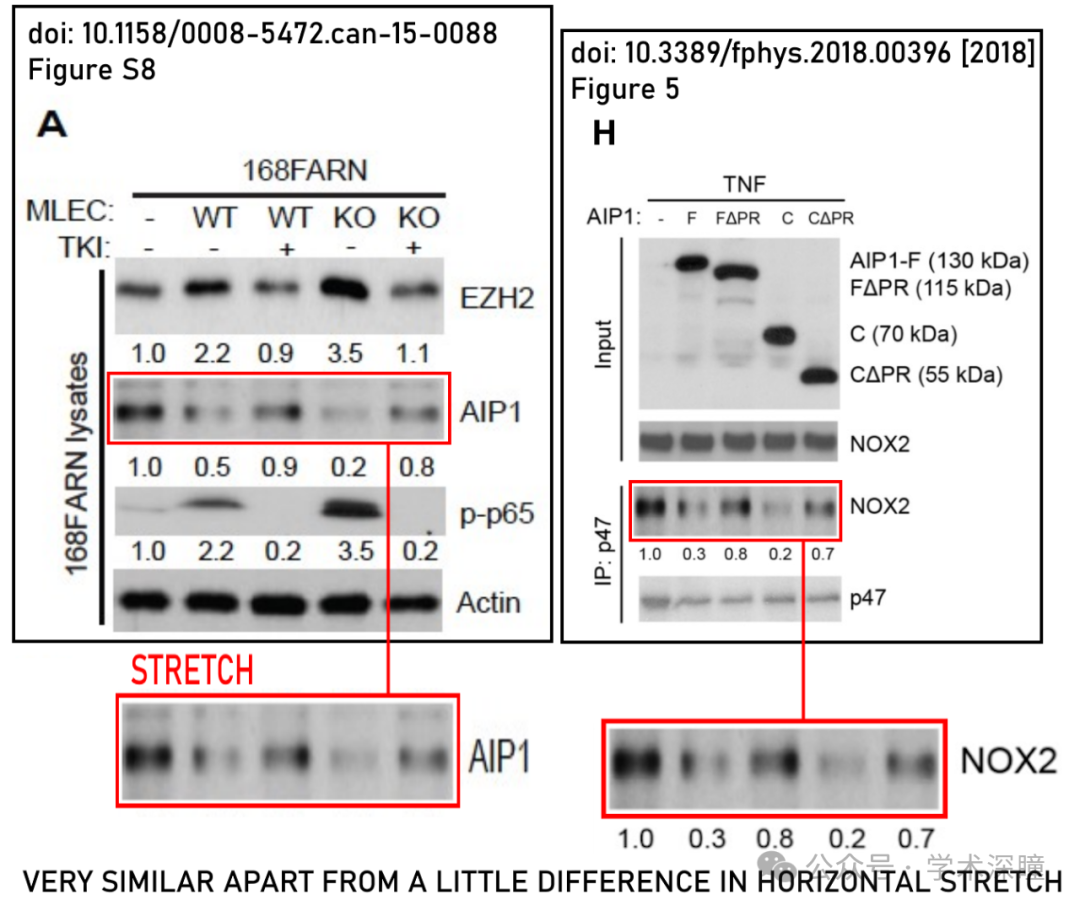 doi: 10.1158/0008-5472.can-15-0088
Figure S8
A
168FARN
MLEC: - WT WT KO KO
TKI: - - + - +
168FARN lysates
EZH2
1.0 2.2 0.9 3.5 1.1
AIP1
1.0 0.5 0.9 0.2 0.8
p-p65
1.0 2.2 0.2 3.5 0.2
Actin
STRETCH
AIP1
doi: 10.3389/fphys.2018.00396 [2018]
Figure 5
H
TNF
AIP1: - F FΔPR C CΔPR
Input
AIP1-F (130 kDa)
FΔPR (115 kDa)
C (70 kDa)
CΔPR (55 kDa)
NOX2
IP: p47
NOX2
1.0 0.3 0.8 0.2 0.7
p47
NOX2
1.0 0.3 0.8 0.2 0.7
公众号 · 学术深瞳
VERY SIMILAR APART FROM A LITTLE DIFFERENCE IN HORIZONTAL STRETCH